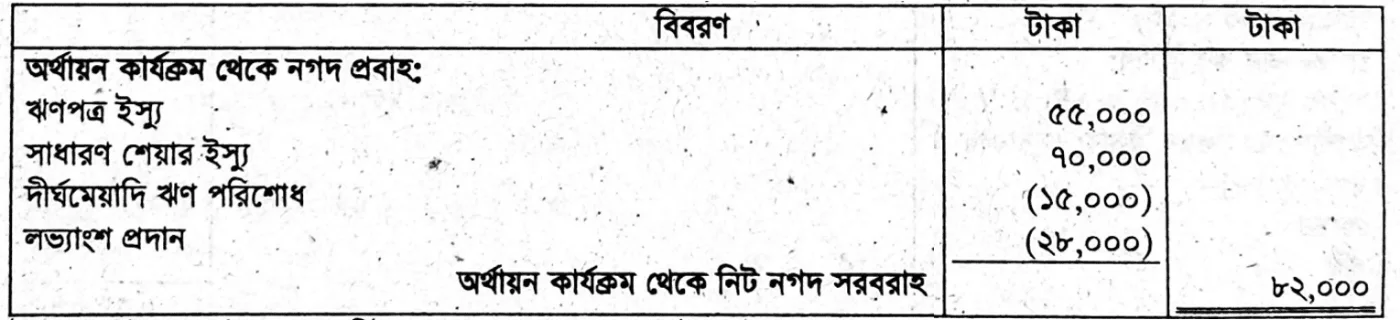 বিবরণ টাকা টাকা
অর্থায়ন কার্যক্রম থেকে নগদ প্রবাহ:
ঋণপত্র ইস্যু ৫৫,০০০
সাধারণ শেয়ার ইস্যু ৭০,০০০
দীর্ঘমেয়াদি ঋণ পরিশোধ (১৫,০০০)
লভ্যাংশ প্রদান (২৮,০০০)
অর্থায়ন কার্যক্রম থেকে নিট নগদ সরবরাহ ৮২,০০০